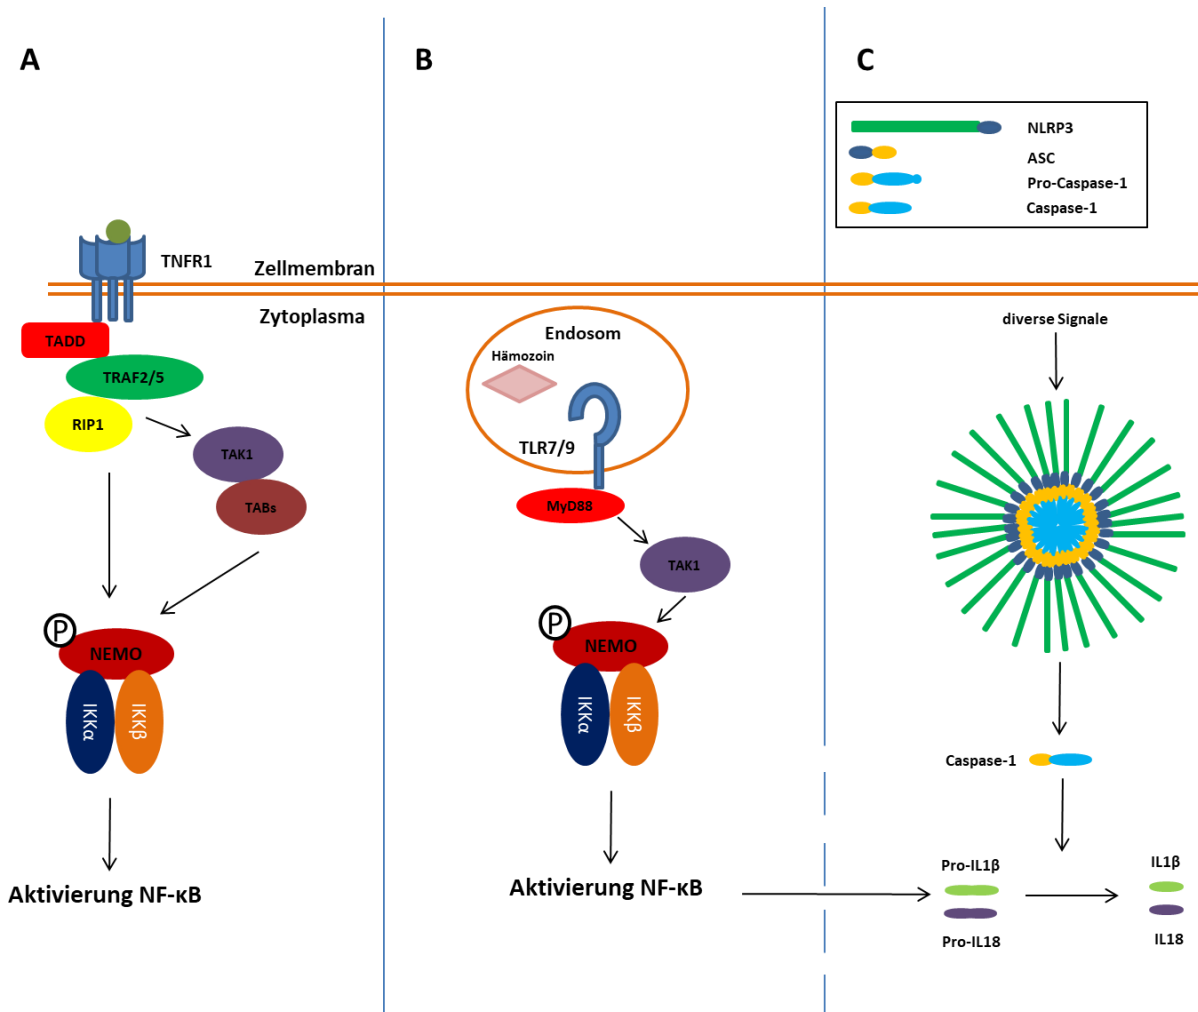 A
TNFR1
Zellmembran
Zytoplasma
TADD
TRAF2/5
RIP1
TAK1
TABs
P
NEMO
IKKα
IKKβ
Aktivierung NF-κB
B
Endosom
Hämozoin
TLR7/9
MyD88
TAK1
P
NEMO
IKKα
IKKβ
Aktivierung NF-κB
C
NLRP3
ASC
Pro-Caspase-1
Caspase-1
diverse Signale
Caspase-1
Pro-IL1β
Pro-IL18
IL1β
IL18